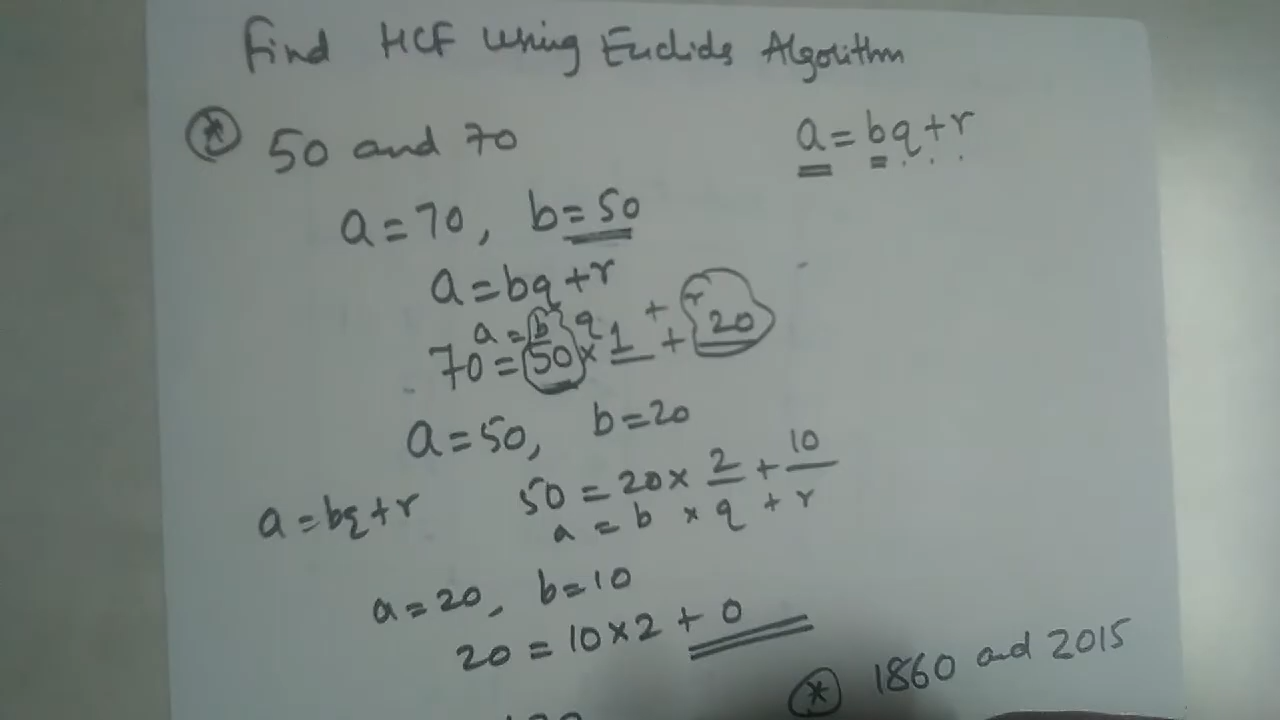 Find HCF Using Euclids Algorithm
* 50 and 70
a = bq + r
a = 70, b = 50
a = bq + r
a = b q + r
70 = 50 × 1 + 20
a = 50, b = 20
50 = 20 × 2 + 10
a = bq + r
a = b × q + r
a = 20, b = 10
20 = 10 × 2 + 0
* 1860 and 2015